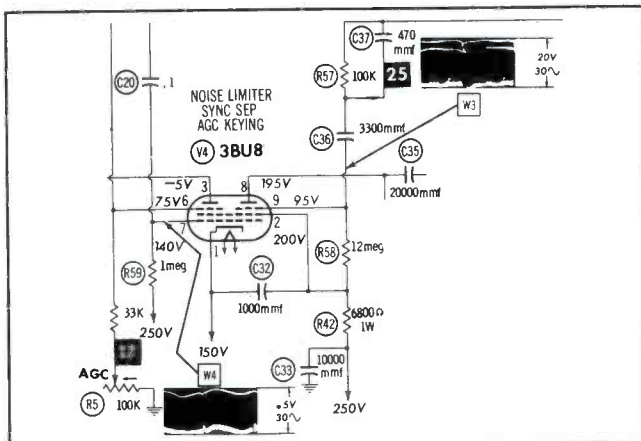 C37
470
mmf
20V
30∿
C20
.1
R57
100K
25
NOISE LIMITER
SYNC SEP
AGC KEYING
V4 3BU8
W3
C36
3300mmf
C35
20000mmf
-5V 3
8 195V
75V 6
9 95V
7
2
140V
1
200V
R59
1meg
C32
1000mmf
R58
12meg
33K
250V
150V
R42
6800Ω
1W
C33
10000
mmf
W4
AGC
R5
100K
.5V
30∿
250V